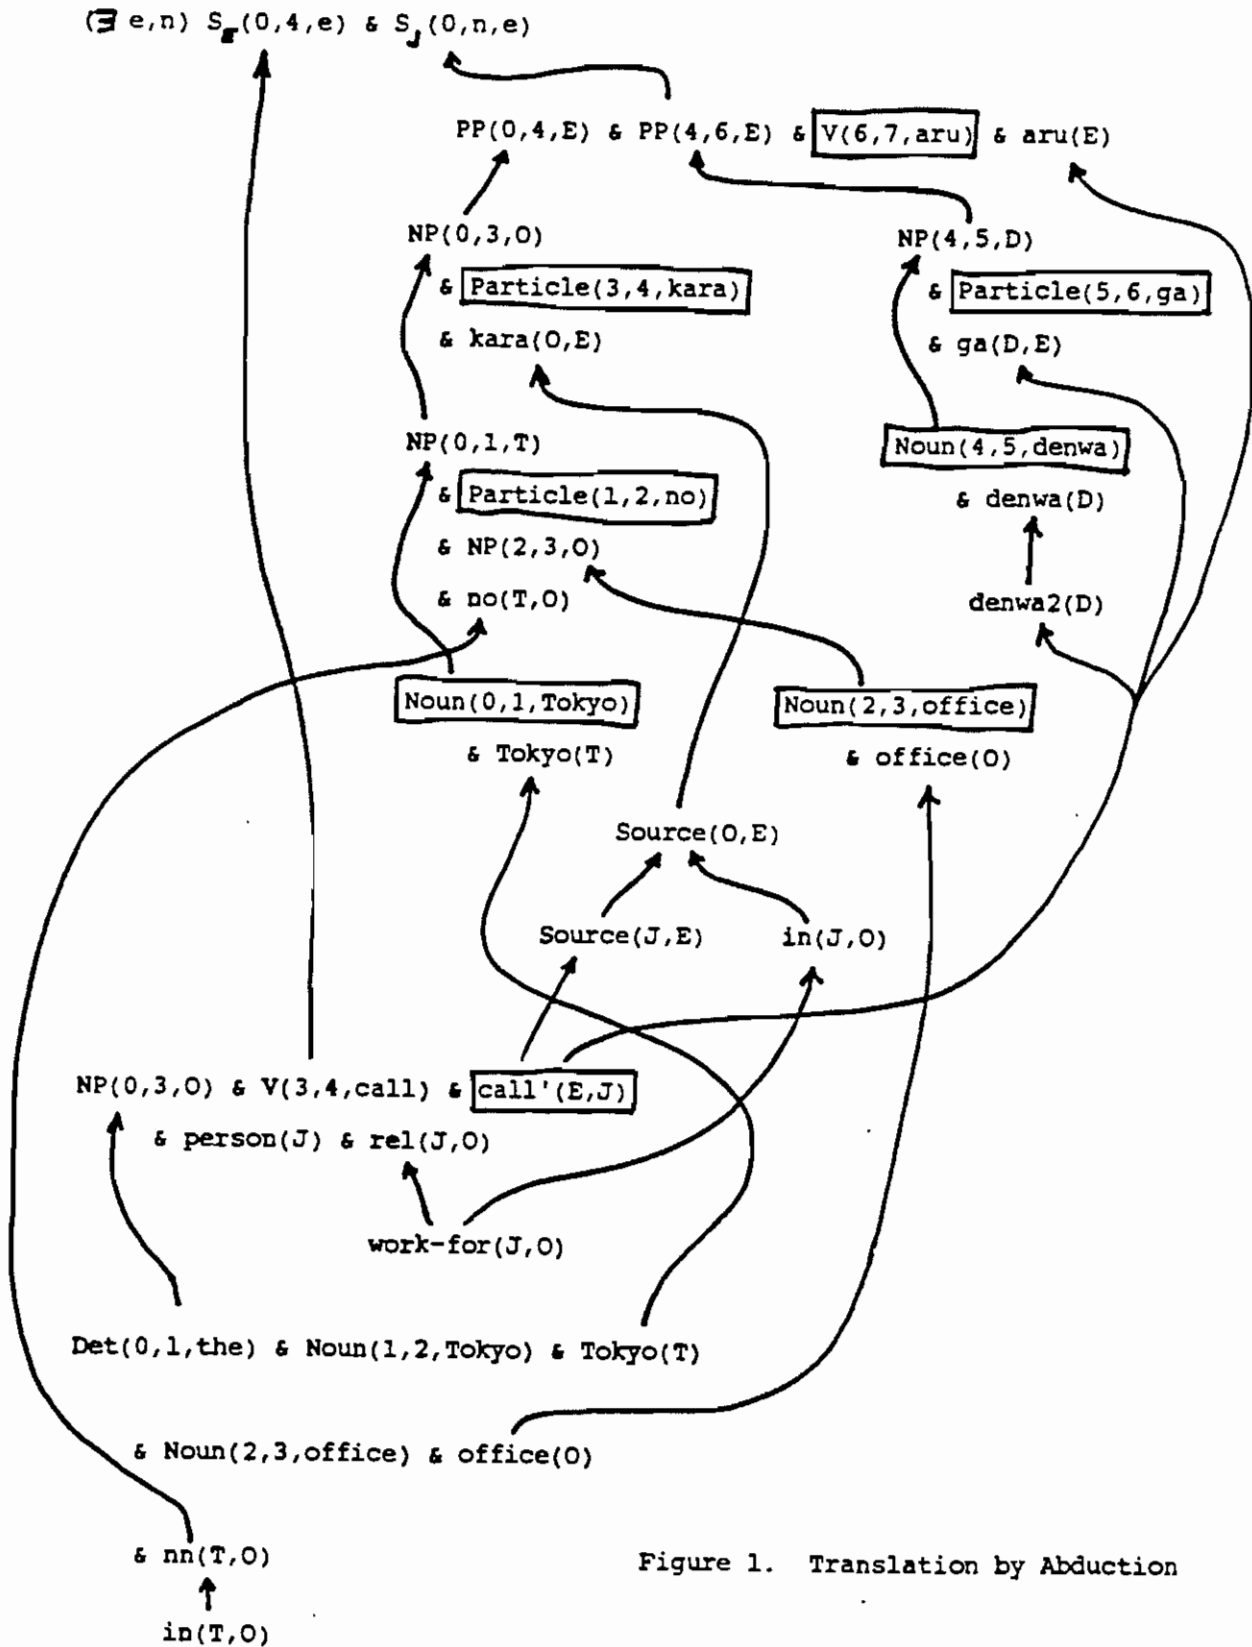 (∃ e,n) S_E(0,4,e) & S_J(0,n,e)
PP(0,4,E) & PP(4,6,E) & V(6,7,aru) & aru(E)
NP(0,3,O)
& Particle(3,4,kara)
& kara(O,E)
NP(4,5,D)
& Particle(5,6,ga)
& ga(D,E)
NP(0,1,T)
& Particle(1,2,no)
& NP(2,3,O)
& no(T,O)
Noun(4,5,denwa)
& denwa(D)
denwa2(D)
Noun(0,1,Tokyo)
& Tokyo(T)
Noun(2,3,office)
& office(O)
Source(O,E)
Source(J,E) in(J,O)
NP(0,3,O) & V(3,4,call) & call'(E,J)
& person(J) & rel(J,O)
work-for(J,O)
Det(0,1,the) & Noun(1,2,Tokyo) & Tokyo(T)
& Noun(2,3,office) & office(O)
& nn(T,O)
in(T,O)
Figure 1. Translation by Abduction